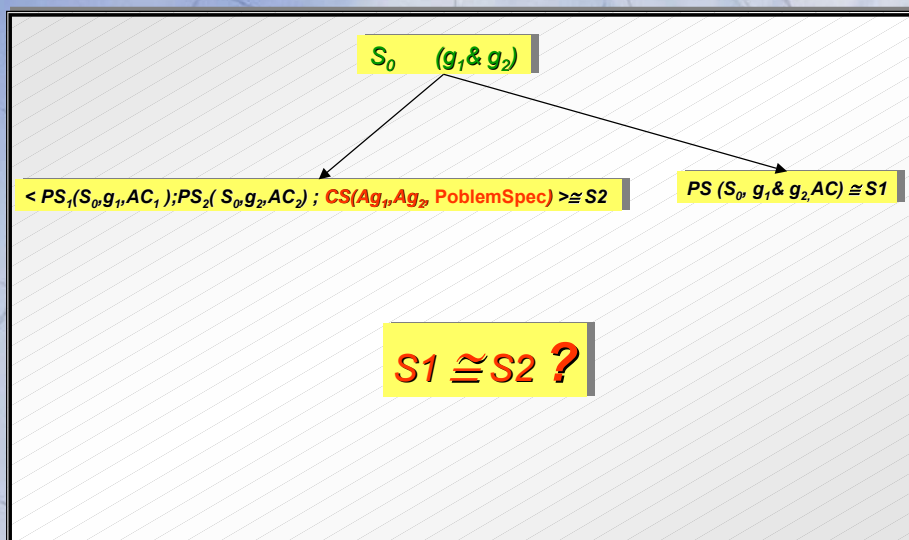 S₀ (g₁& g₂)
< PS₁(S₀,g₁,AC₁ );PS₂( S₀,g₂,AC₂) ; CS(Ag₁,Ag₂, PoblemSpec) >≅ S2
PS (S₀, g₁& g₂,AC) ≅ S1
S1 ≅ S2 ?